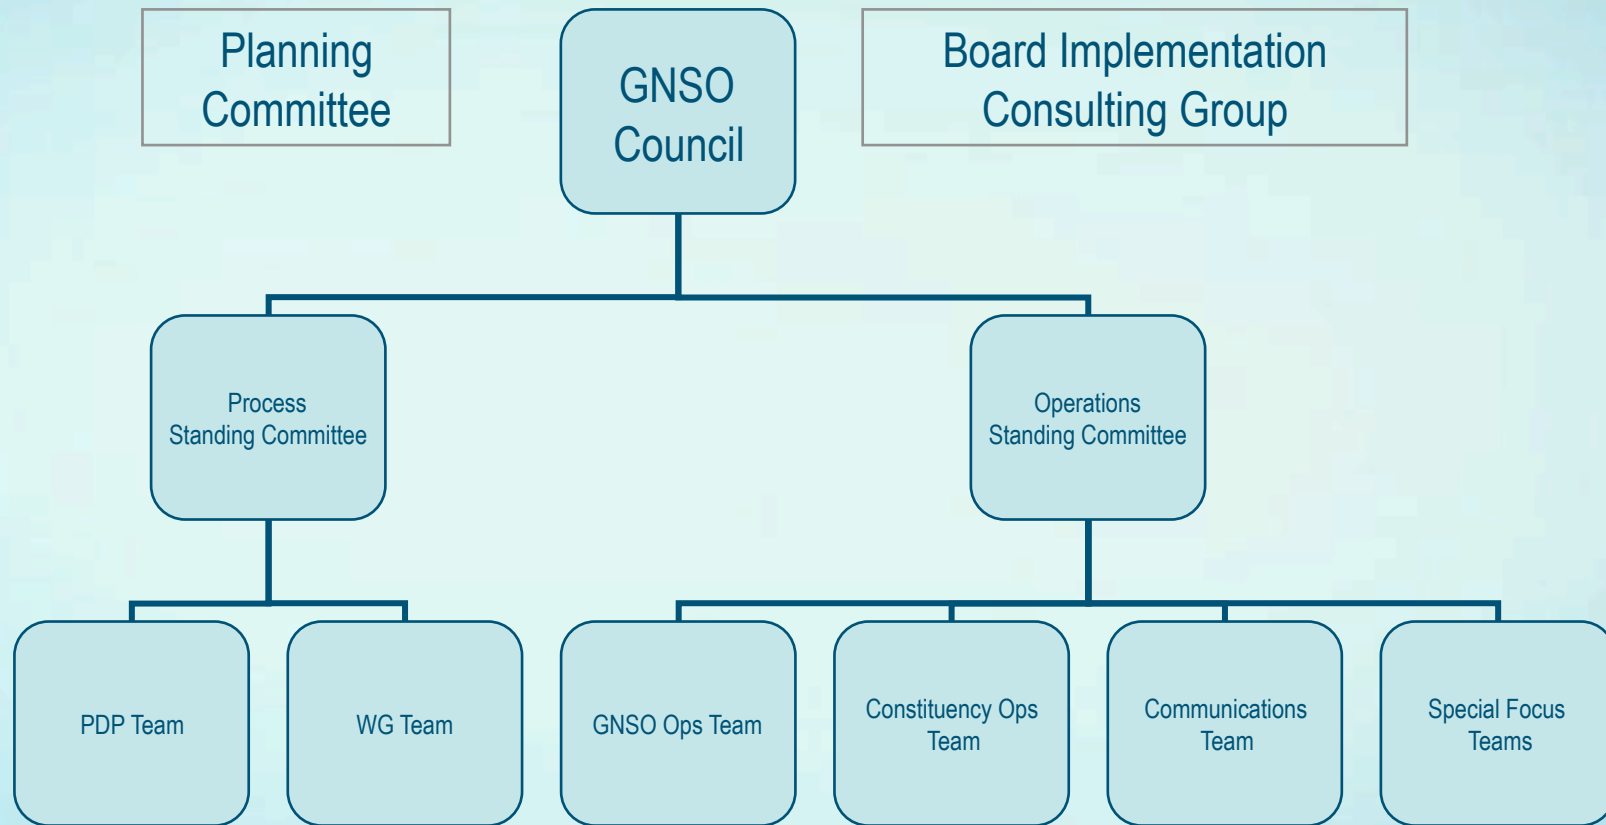 Planning
Committee
GNSO
Council
Board Implementation
Consulting Group
Process
Standing Committee
Operations
Standing Committee
PDP Team
WG Team
GNSO Ops Team
Constituency Ops
Team
Communications
Team
Special Focus
Teams